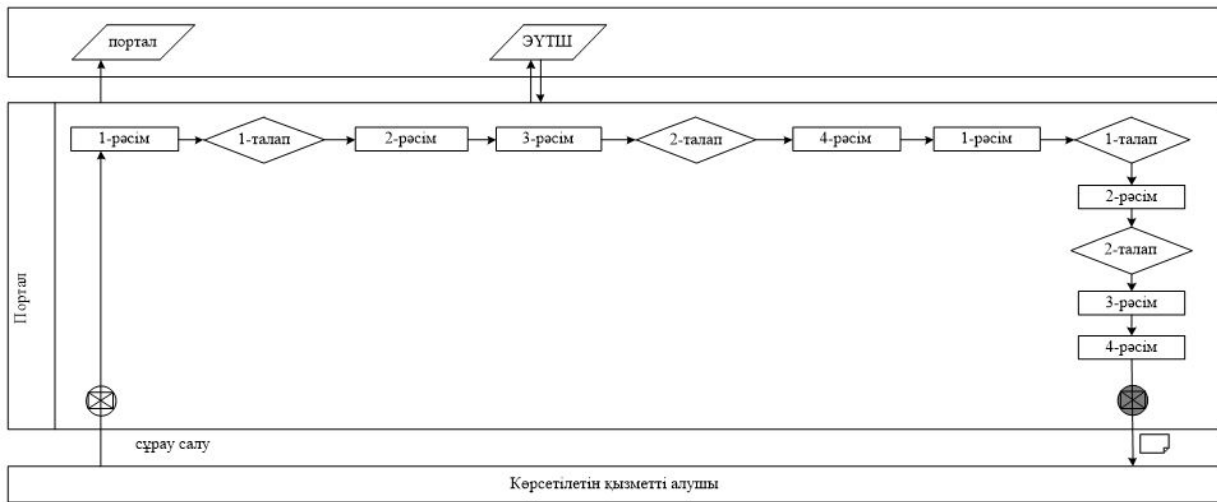 портал
ЭҮТШ
1-рәсім
1-талап
2-рәсім
3-рәсім
2-талап
4-рәсім
1-рәсім
1-талап
2-рәсім
2-талап
3-рәсім
4-рәсім
Портал
сұрау салу
Көрсетілетін қызметті алушы